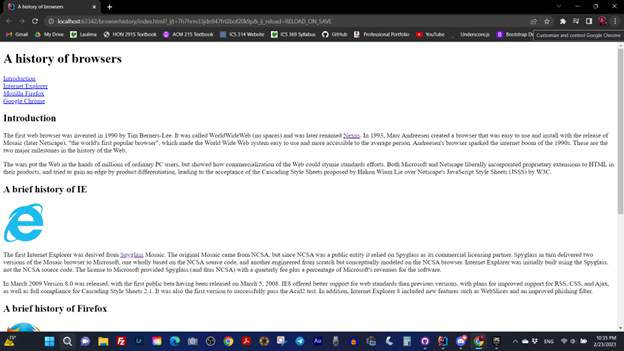 A history of browsers
localhost:63342/browserhistory/index.html?_ijt=7h7hrm33jdn947frt2bof20k9p&_ij_reload=RELOAD_ON_SAVE
Gmail My Drive Laulima HON 291S Textbook ACM 215 Textbook ICS 314 Website ICS 369 Syllabus GitHub Professional Portfolio YouTube Underscore.js Bootstrap Customize and control Google Chrome
A history of browsers
Introduction
Internet Explorer
Mozilla Firefox
Google Chrome
Introduction
The first web browser was invented in 1990 by Tim Berners-Lee. It was called WorldWideWeb (no spaces) and was later renamed Nexus. In 1993, Marc Andreesen created a browser that was easy to use and install with the release of
Mosaic (later Netscape), "the world's first popular browser", which made the World Wide Web system easy to use and more accessible to the average person. Andreesen's browser sparked the internet boom of the 1990s. These are the
two major milestones in the history of the Web.
The wars put the Web in the hands of millions of ordinary PC users, but showed how commercialization of the Web could stymie standards efforts. Both Microsoft and Netscape liberally incorporated proprietary extensions to HTML in
their products, and tried to gain an edge by product differentiation, leading to the acceptance of the Cascading Style Sheets proposed by Hakon Wium Lie over Netscape's JavaScript Style Sheets (JSSS) by W3C.
A brief history of IE
The first Internet Explorer was derived from Spyglass Mosaic. The original Mosaic came from NCSA, but since NCSA was a public entity it relied on Spyglass as its commercial licensing partner. Spyglass in turn delivered two
versions of the Mosaic browser to Microsoft, one wholly based on the NCSA source code, and another engineered from scratch but conceptually modeled on the NCSA browser. Internet Explorer was initially built using the Spyglass,
not the NCSA source code. The license to Microsoft provided Spyglass (and thus NCSA) with a quarterly fee plus a percentage of Microsoft's revenues for the software.
In March 2009 Version 8.0 was released, with the first public beta having been released on March 5, 2008. IE8 offered better support for web standards than previous versions, with plans for improved support for RSS, CSS, and Ajax,
as well as full compliance for Cascading Style Sheets 2.1. It was also the first version to successfully pass the Acid2 test. In addition, Internet Explorer 8 included new features such as WebSlices and an improved phishing filter.
A brief history of Firefox
ENG
10:35 PM
2/23/2023